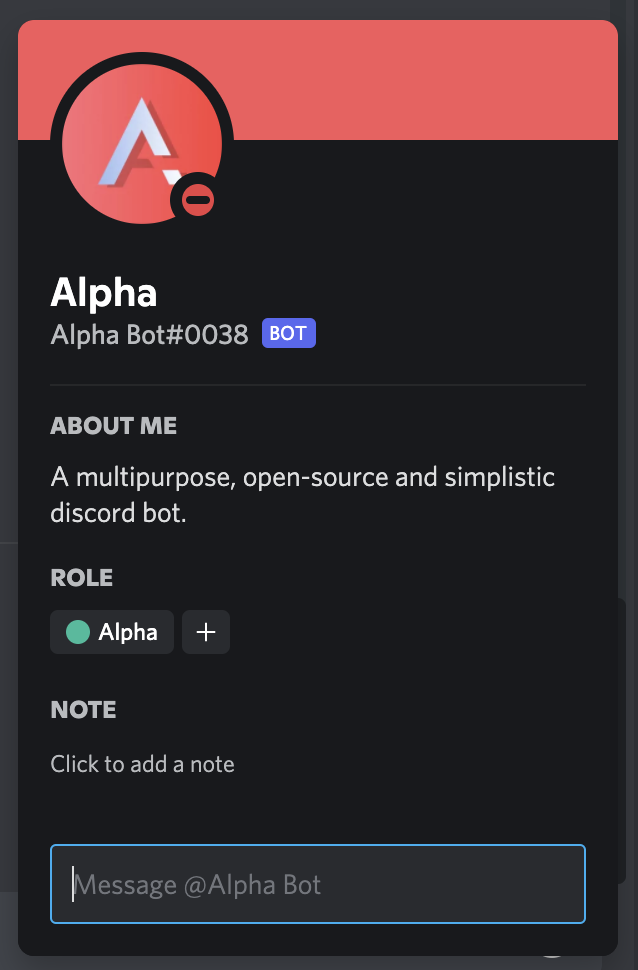 Alpha
Alpha Bot#0038 BOT
ABOUT ME
A multipurpose, open-source and simplistic
discord bot.
ROLE
Alpha +
NOTE
Click to add a note
Message @Alpha Bot